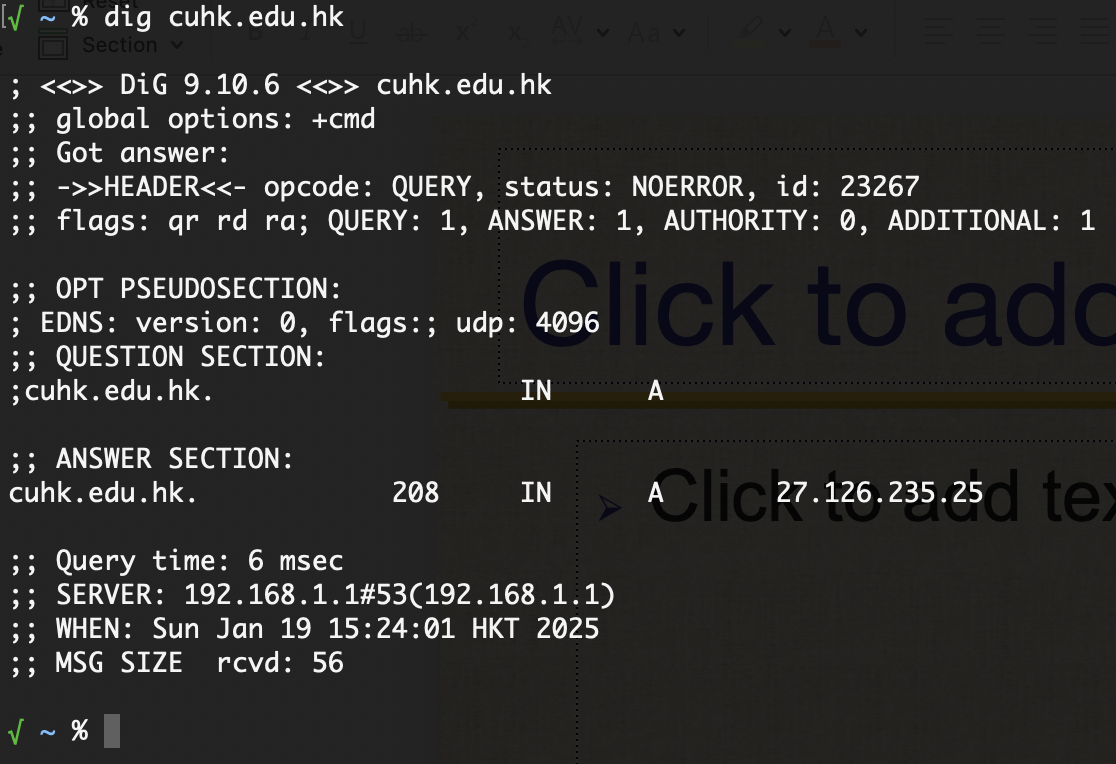 [√ ~ % dig cuhk.edu.hk
Reset
Section
; <<>> DiG 9.10.6 <<>> cuhk.edu.hk
;; global options: +cmd
;; Got answer:
;; ->>HEADER<<- opcode: QUERY, status: NOERROR, id: 23267
;; flags: qr rd ra; QUERY: 1, ANSWER: 1, AUTHORITY: 0, ADDITIONAL: 1
;; OPT PSEUDOSECTION:
Click to add
; EDNS: version: 0, flags:; udp: 4096
;; QUESTION SECTION:
;cuhk.edu.hk. IN A
;; ANSWER SECTION:
cuhk.edu.hk. 208 IN A 27.126.235.25
Click to add
;; Query time: 6 msec
;; SERVER: 192.168.1.1#53(192.168.1.1)
;; WHEN: Sun Jan 19 15:24:01 HKT 2025
;; MSG SIZE rcvd: 56
√ ~ %